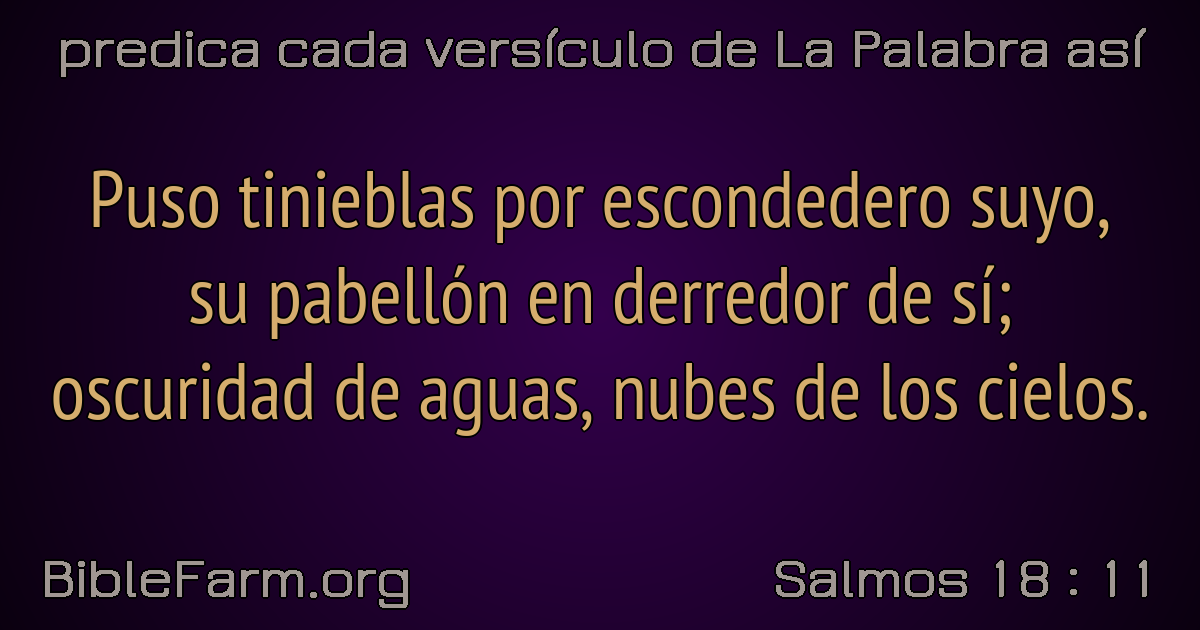 predica cada versículo de La Palabra así
Puso tinieblas por escondedero suyo,
su pabellón en derredor de sí;
oscuridad de aguas, nubes de los cielos.
BibleFarm.org
Salmos 18 : 11